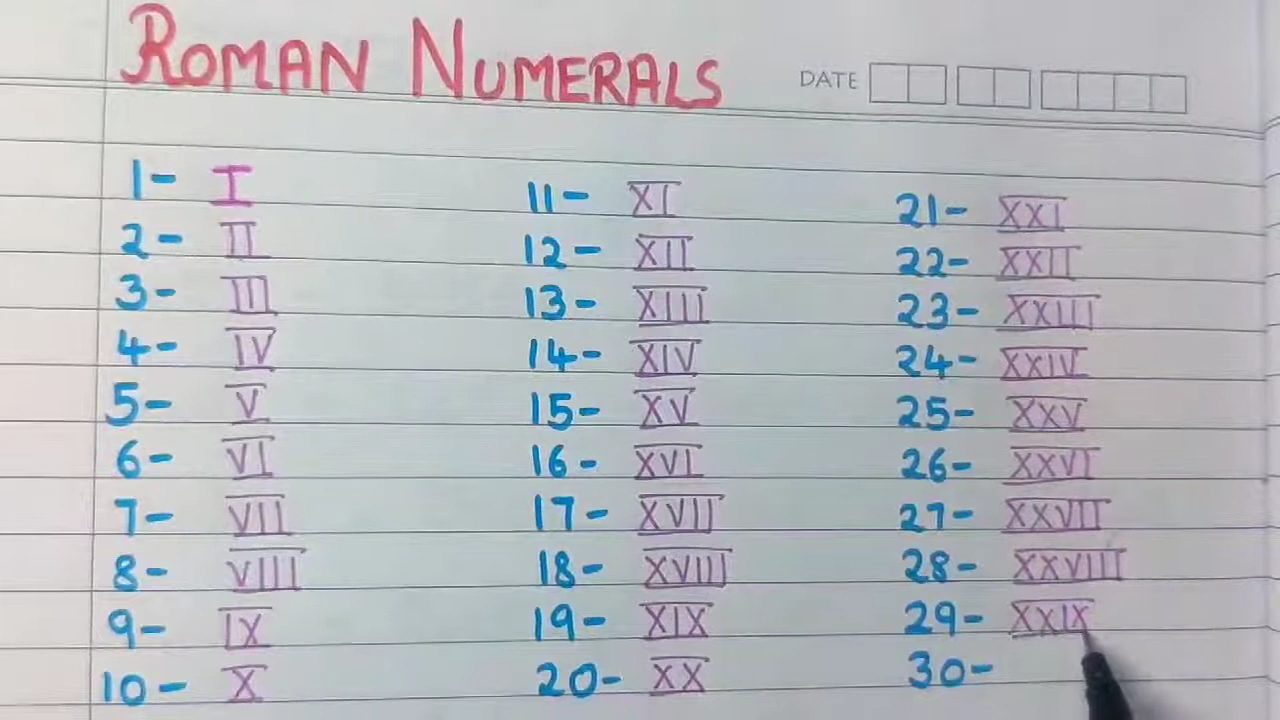 ROMAN NUMERALS
DATE
1- I
2- II
3- III
4- IV
5- V
6- VI
7- VII
8- VIII
9- IX
10- X
11- XI
12- XII
13- XIII
14- XIV
15- XV
16- XVI
17- XVII
18- XVIII
19- XIX
20- XX
21- XXI
22- XXII
23- XXIII
24- XXIV
25- XXV
26- XXVI
27- XXVII
28- XXVIII
29- XXIX
30-